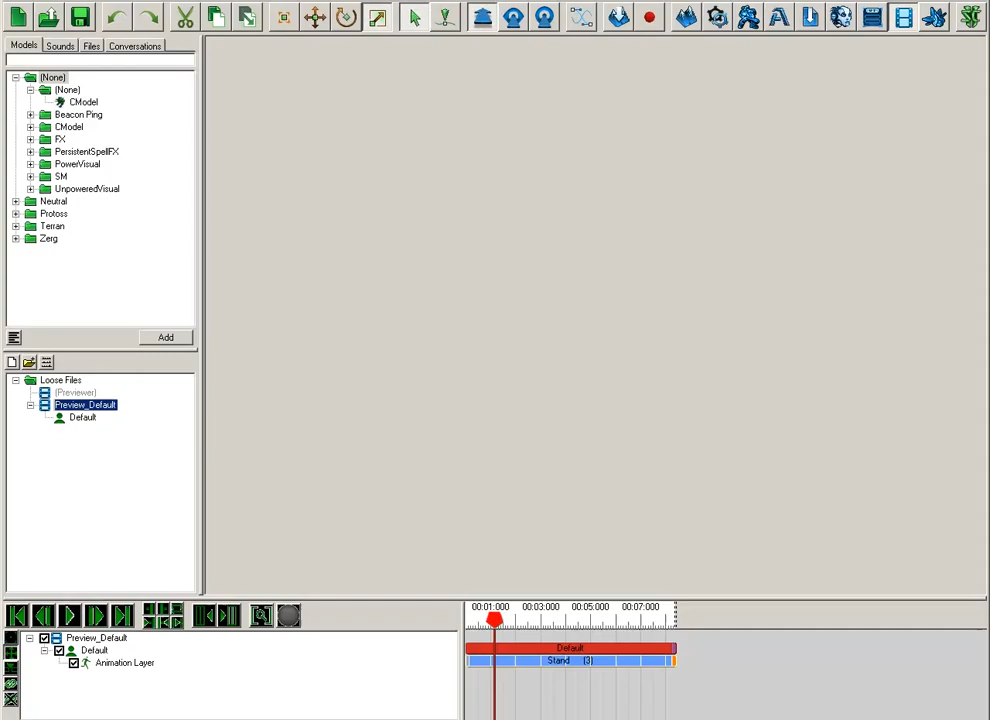 Models Sounds Files Conversations
(None)
(None)
CModel
Beacon Ping
CModel
FX
PersistentSpellFX
PowerVisual
SM
UnpoweredVisual
Neutral
Protoss
Terran
Zerg
Add
Loose Files
(Previewer)
Preview_Default
Default
00:01:000 00:03:000 00:05:000 00:07:000
Preview_Default
Default
Animation Layer
Default
Stand (3)